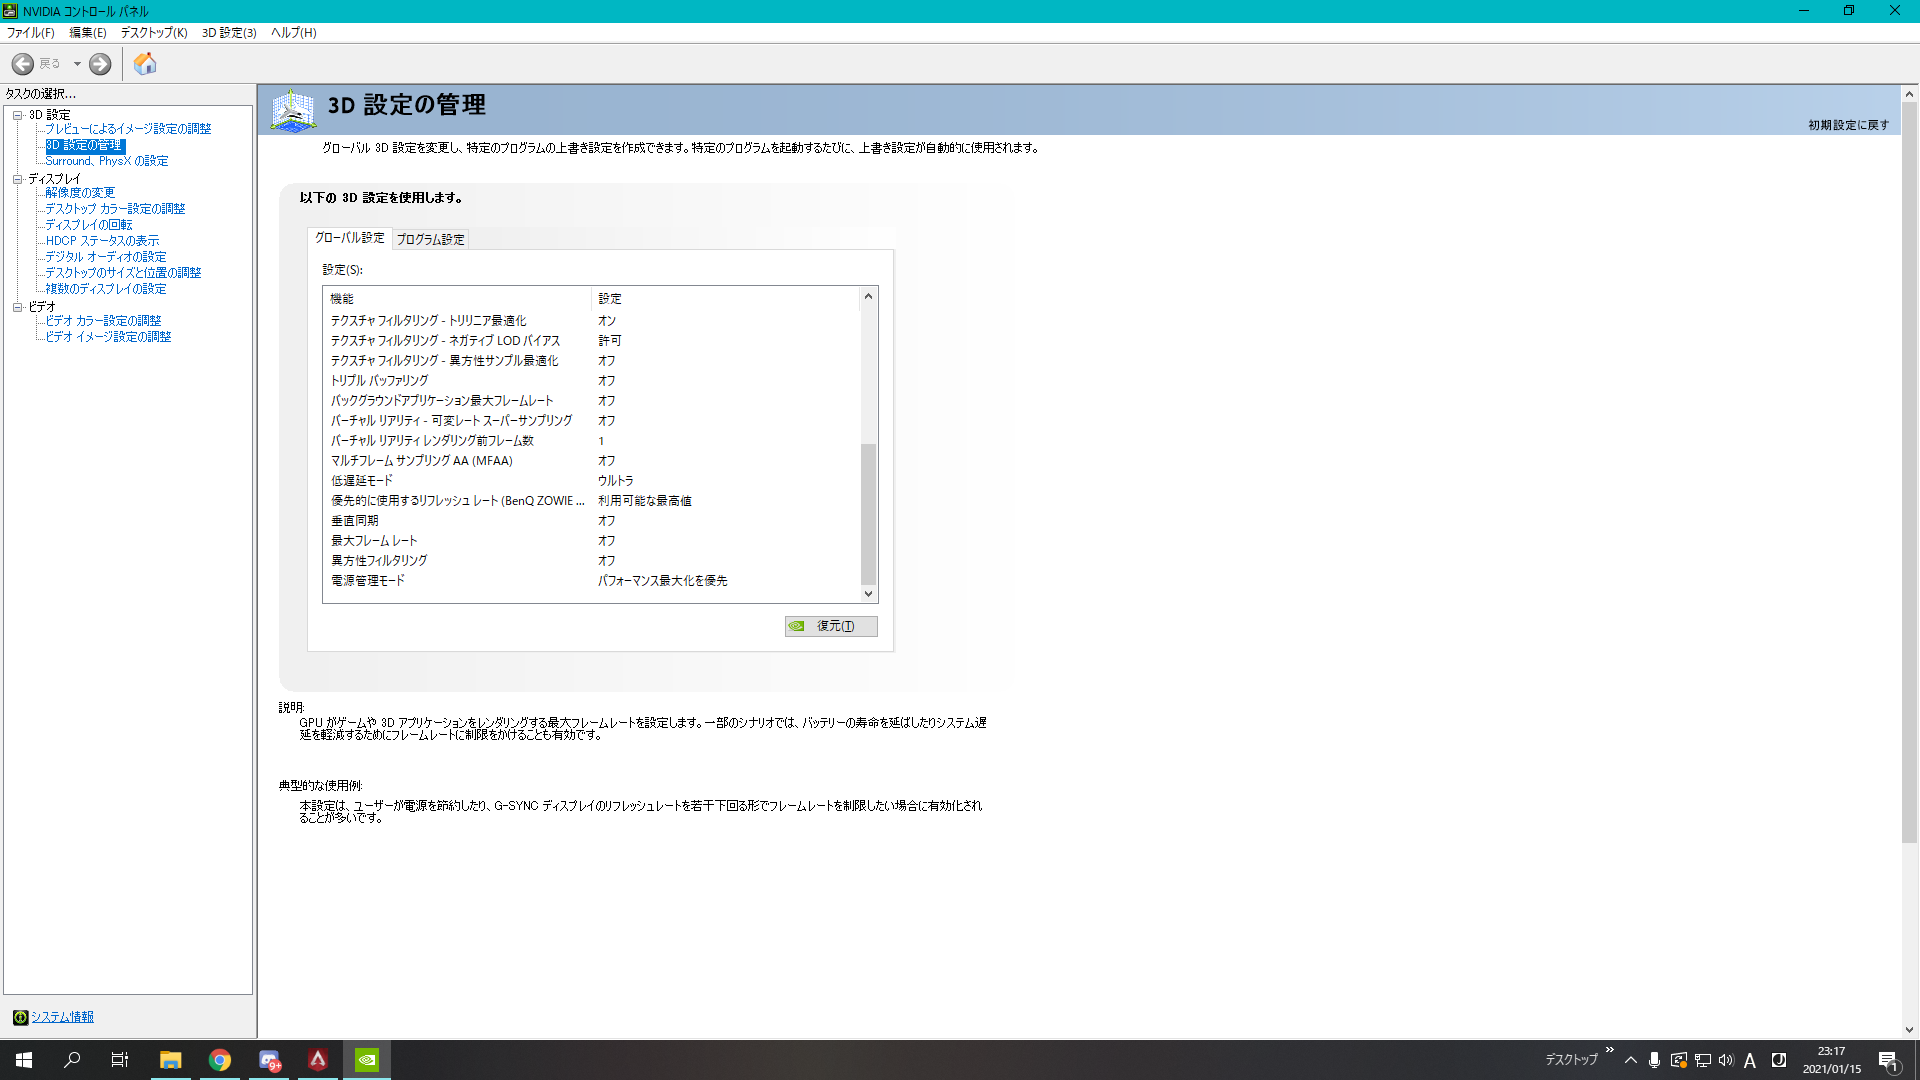 NVIDIA コントロール パネル
ファイル(F) 編集(E) デスクトップ(K) 3D 設定(3) ヘルプ(H)
戻る
タスクの選択...
3D 設定
プレビューによるイメージ設定の調整
3D 設定の管理
Surround、PhysX の設定
ディスプレイ
解像度の変更
デスクトップ カラー設定の調整
ディスプレイの回転
HDCP ステータスの表示
デジタル オーディオの設定
デスクトップのサイズと位置の調整
複数のディスプレイの設定
ビデオ
ビデオ カラー設定の調整
ビデオ イメージ設定の調整
システム情報
3D 設定の管理
初期設定に戻す
グローバル 3D 設定を変更し、特定のプログラムの上書き設定を作成できます。特定のプログラムを起動するたびに、上書き設定が自動的に使用されます。
以下の 3D 設定を使用します。
グローバル設定 プログラム設定
設定(S):
機能 設定
テクスチャ フィルタリング - トリリニア最適化 オン
テクスチャ フィルタリング - ネガティブ LOD バイアス 許可
テクスチャ フィルタリング - 異方性サンプル最適化 オフ
トリプル バッファリング オフ
バックグラウンドアプリケーション最大フレームレート オフ
バーチャル リアリティ - 可変レート スーパーサンプリング オフ
バーチャル リアリティ レンダリング前フレーム数 1
マルチフレーム サンプリング AA (MFAA) オフ
低遅延モード ウルトラ
優先的に使用するリフレッシュ レート (BenQ ZOWIE ... 利用可能な最高値
垂直同期 オフ
最大フレーム レート オフ
異方性フィルタリング オフ
電源管理モード パフォーマンス最大化を優先
復元(T)
説明:
GPU がゲームや 3D アプリケーションをレンダリングする最大フレームレートを設定します。一部のシナリオでは、バッテリーの寿命を延ばしたりシステム遅
延を軽減するためにフレームレートに制限をかけることも有効です。
典型的な使用例:
本設定は、ユーザーが電源を節約したり、G-SYNC ディスプレイのリフレッシュレートを若干下回る形でフレームレートを制限したい場合に有効化され
ることが多いです。
9+
デスクトップ
A
J
23:17
2021/01/15
1